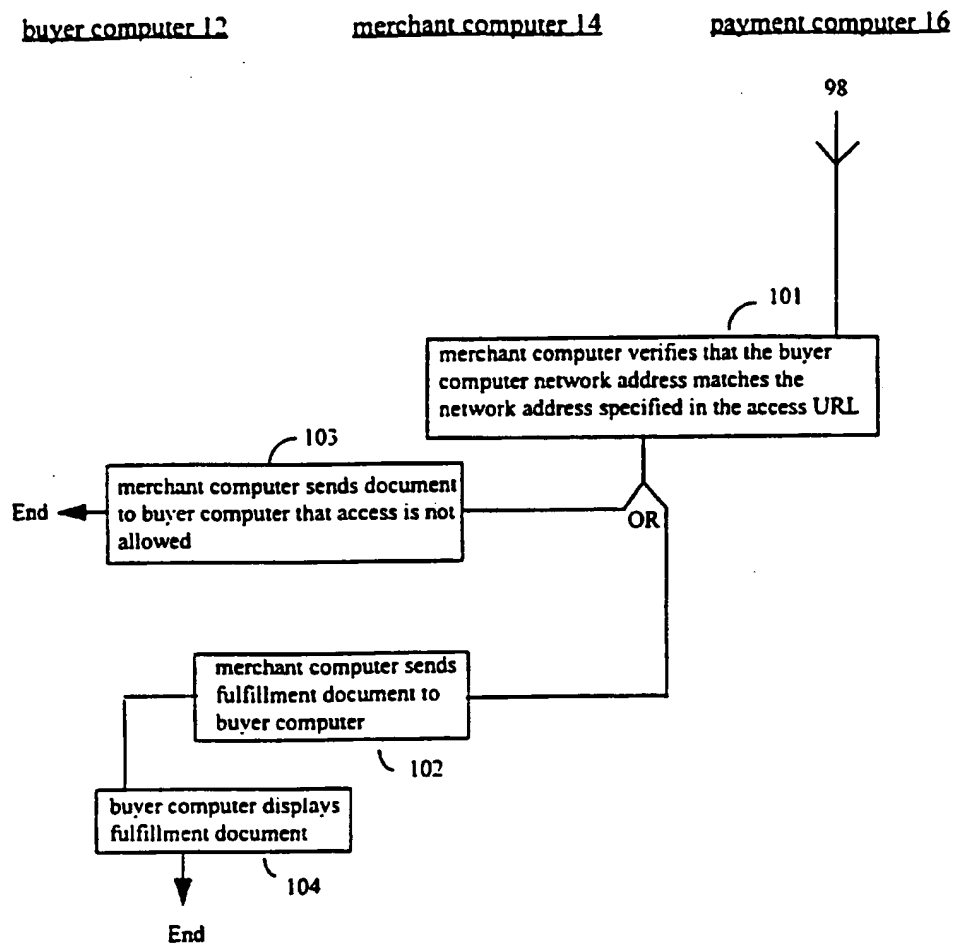 buyer computer 12
merchant computer 14
payment computer 16
98
101
merchant computer verifies that the buyer
computer network address matches the
network address specified in the access URL
103
merchant computer sends document
to buyer computer that access is not
allowed
End
OR
merchant computer sends
fulfillment document to
buyer computer
102
buyer computer displays
fulfillment document
104
End